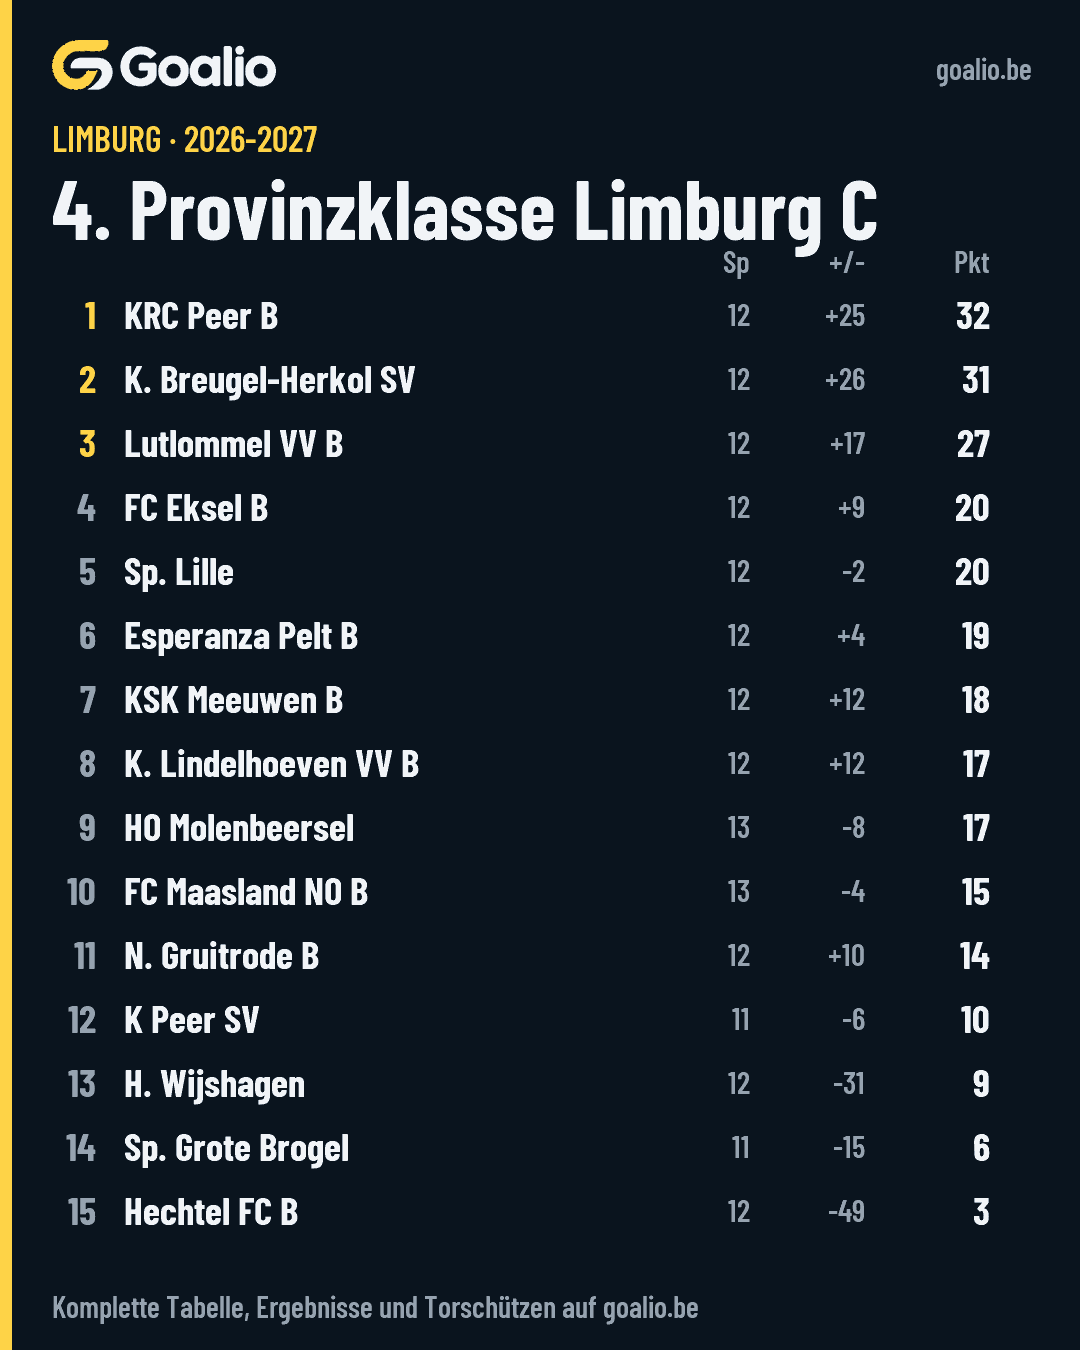 Goalio
goalio.be
LIMBURG · 2026-2027
4. Provinzklasse Limburg C
Sp +/- Pkt
1 KRC Peer B 12 +25 32
2 K. Breugel-Herkol SV 12 +26 31
3 Lutlommel VV B 12 +17 27
4 FC Eksel B 12 +9 20
5 Sp. Lille 12 -2 20
6 Esperanza Pelt B 12 +4 19
7 KSK Meeuwen B 12 +12 18
8 K. Lindelhoeven VV B 12 +12 17
9 HO Molenbeersel 13 -8 17
10 FC Maasland NO B 13 -4 15
11 N. Gruitrode B 12 +10 14
12 K Peer SV 11 -6 10
13 H. Wijshagen 12 -31 9
14 Sp. Grote Brogel 11 -15 6
15 Hechtel FC B 12 -49 3
Komplette Tabelle, Ergebnisse und Torschützen auf goalio.be